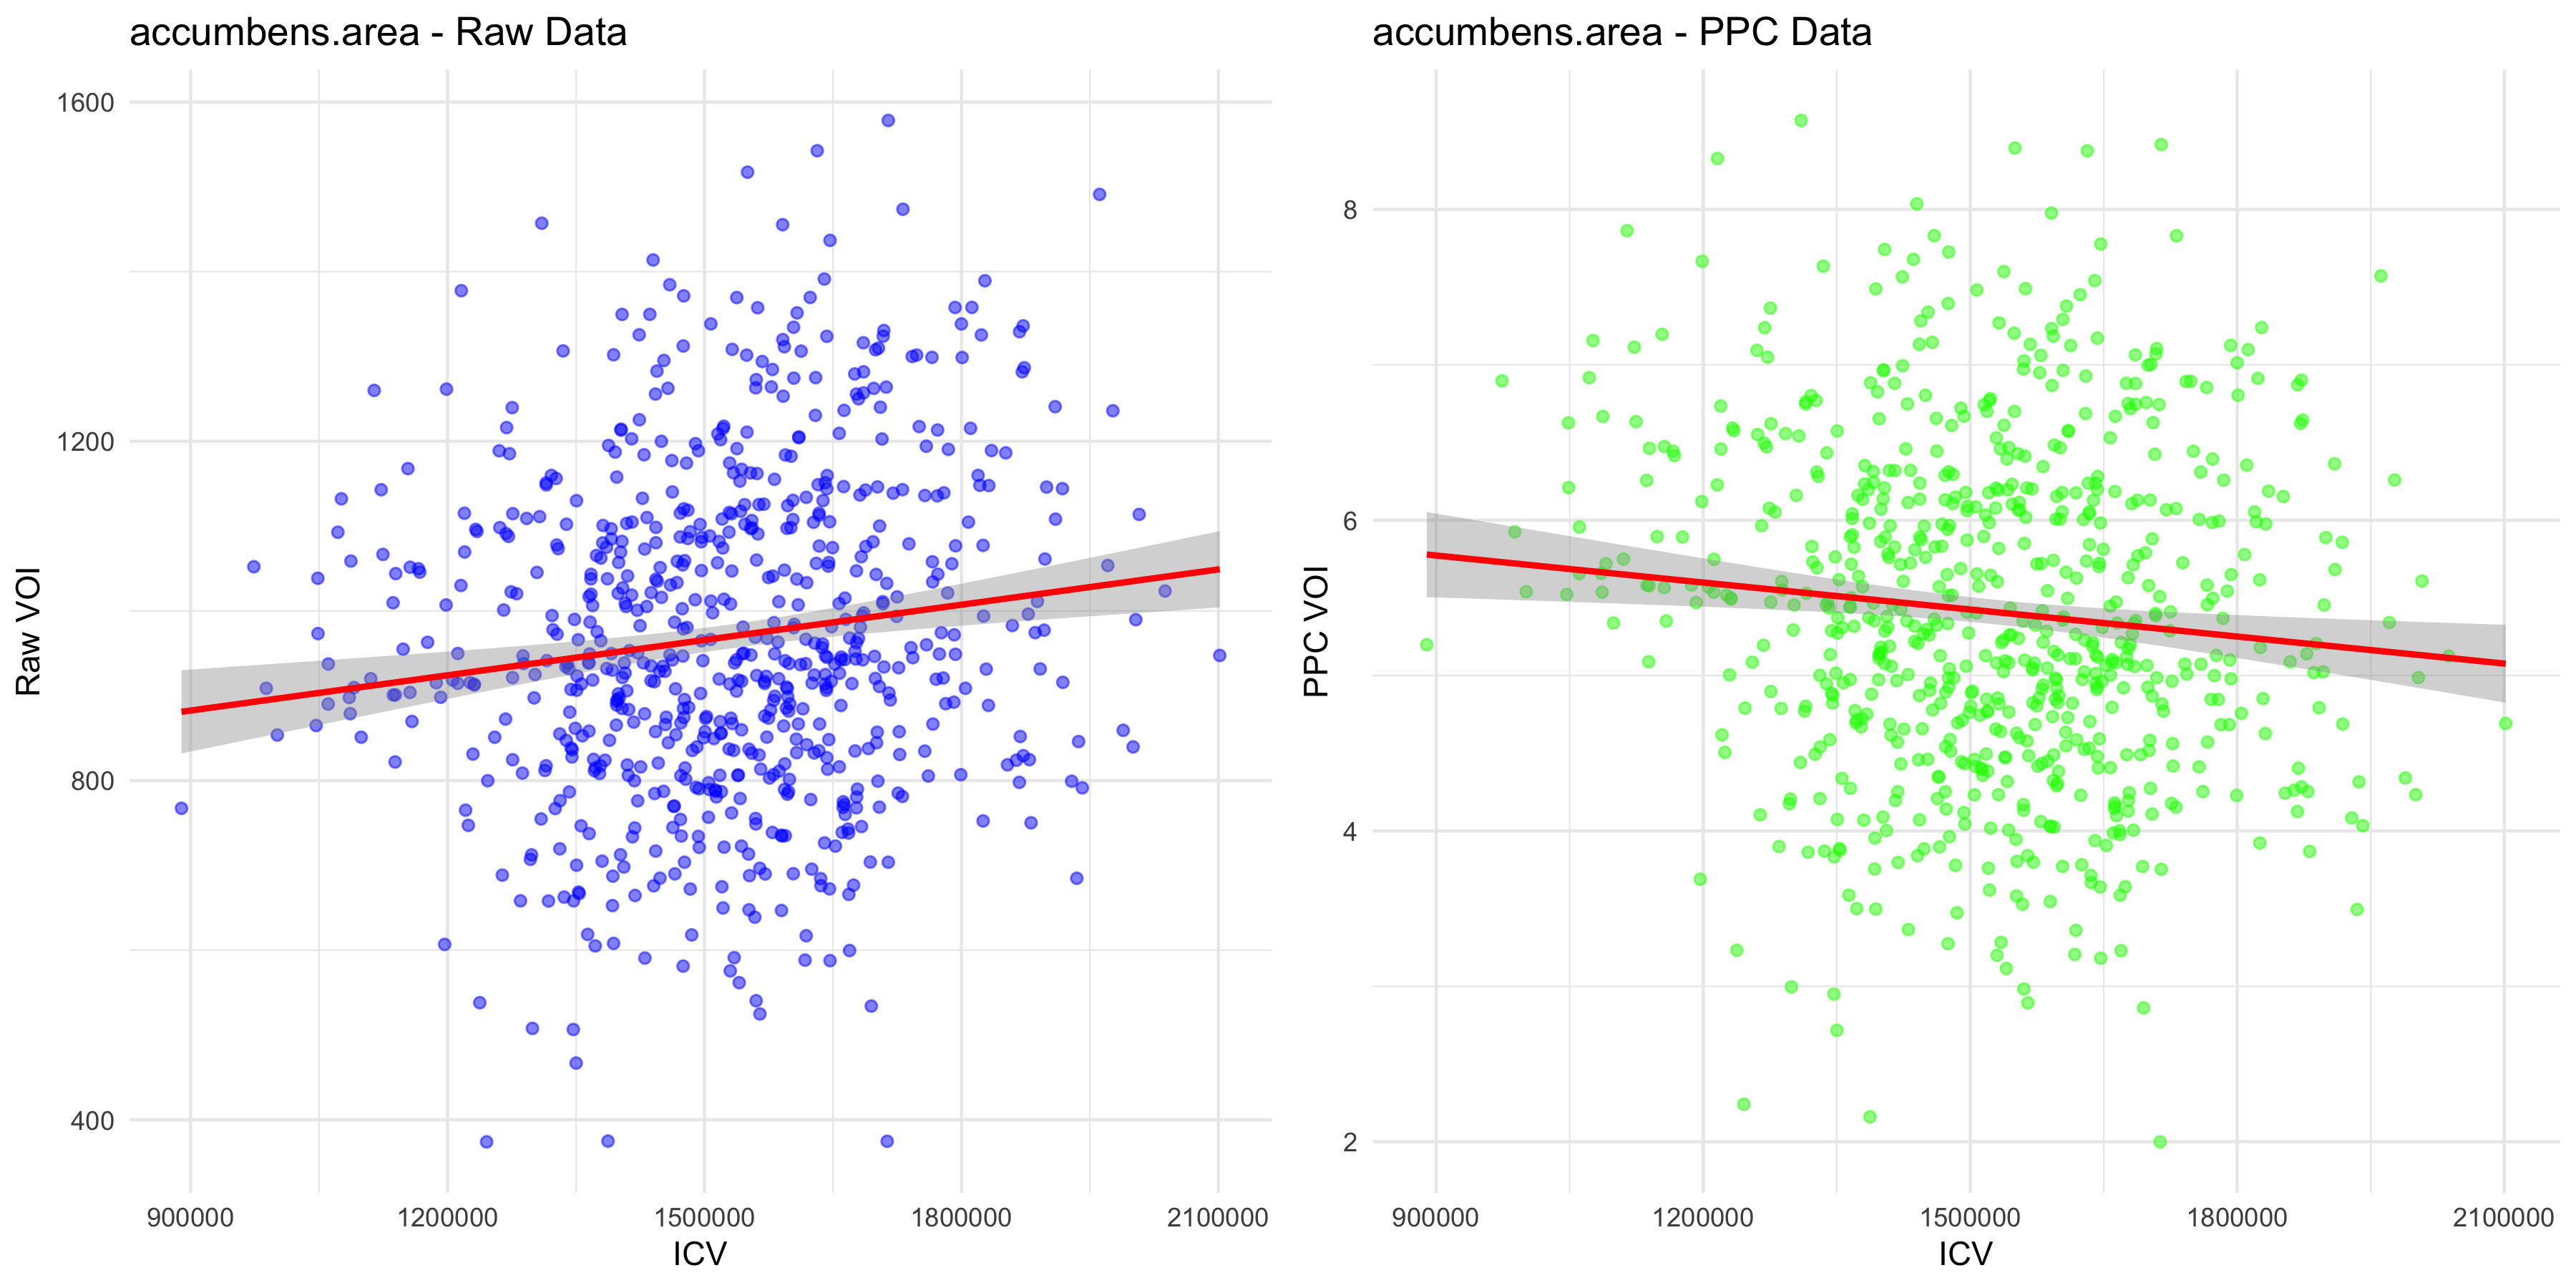 accumbens.area - Raw Data
1600
1200
800
400
Raw VOI
900000 1200000 1500000 1800000 2100000
ICV
accumbens.area - PPC Data
8
6
4
2
PPC VOI
900000 1200000 1500000 1800000 2100000
ICV